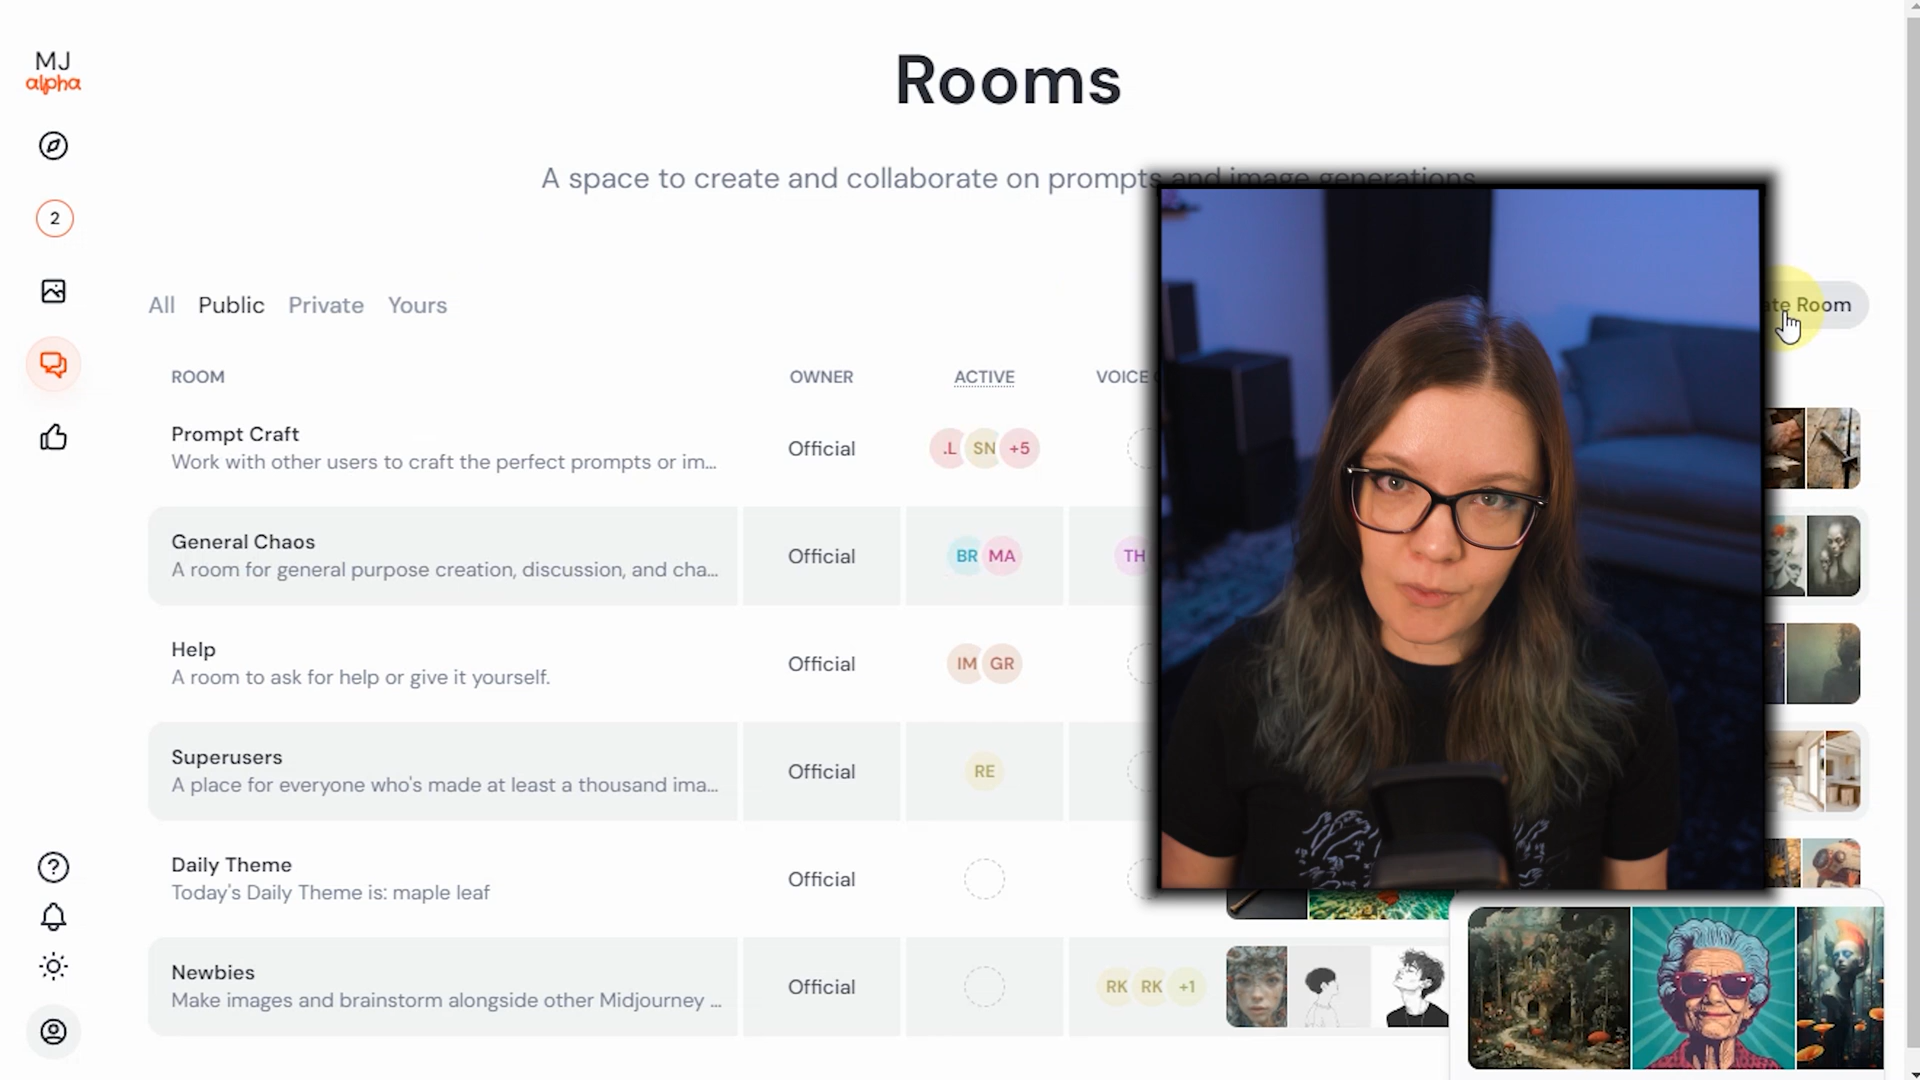 MJ
alpha
Rooms
A space to create and collaborate on prompts and image generations
2
All Public Private Yours
Room
ROOM OWNER ACTIVE VOICE
Prompt Craft
Work with other users to craft the perfect prompts or im...
Official
.L SN +5
General Chaos
A room for general purpose creation, discussion, and cha...
Official
BR MA
TH
Help
A room to ask for help or give it yourself.
Official
IM GR
Superusers
A place for everyone who's made at least a thousand ima...
Official
RE
Daily Theme
Today's Daily Theme is: maple leaf
Official
Newbies
Make images and brainstorm alongside other Midjourney ...
Official
RK RK +1